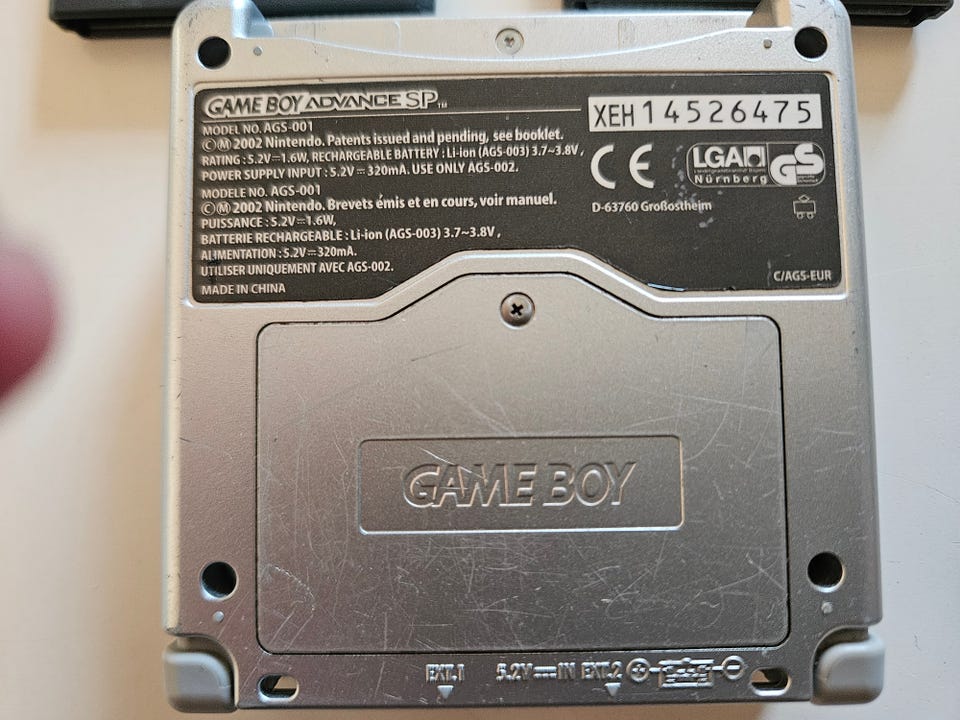 GAME BOY ADVANCE SP™
XEH14526475
MODEL NO. AGS-001
©Ⓜ 2002 Nintendo. Patents issued and pending, see booklet.
RATING : 5.2V⎓1.6W, RECHARGEABLE BATTERY : Li-ion (AGS-003) 3.7~3.8V ,
POWER SUPPLY INPUT : 5.2V⎓320mA. USE ONLY AGS-002.
MODELE NO. AGS-001
©Ⓜ 2002 Nintendo. Brevets émis et en cours, voir manuel.
PUISSANCE : 5.2V⎓1.6W,
BATTERIE RECHARGEABLE : Li-ion (AGS-003) 3.7~3.8V ,
ALIMENTATION : 5.2V⎓320mA.
UTILISER UNIQUEMENT AVEC AGS-002.
MADE IN CHINA
CE
LGA
Nürnberg
GS
D-63760 Großostheim
C/AGS-EUR
GAME BOY
EXT.1
5.2V⎓IN EXT.2